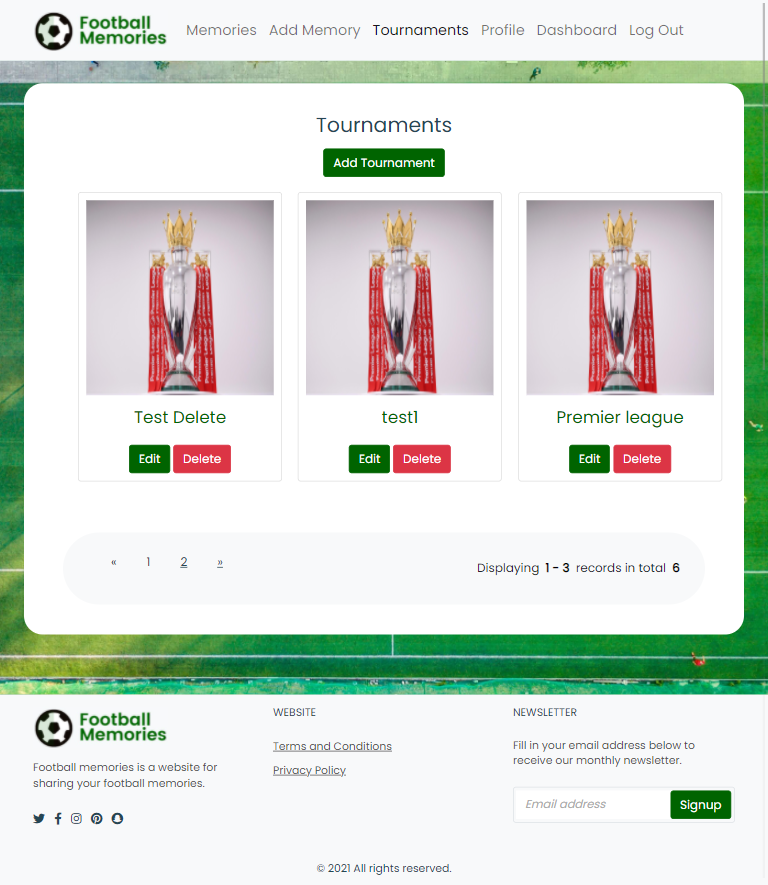 Football
Memories
Memories Add Memory Tournaments Profile Dashboard Log Out
Tournaments
Add Tournament
Test Delete
Edit Delete
test1
Edit Delete
Premier league
Edit Delete
« 1 2 »
Displaying 1 - 3 records in total 6
Football
Memories
Football memories is a website for
sharing your football memories.
WEBSITE
Terms and Conditions
Privacy Policy
NEWSLETTER
Fill in your email address below to
receive our monthly newsletter.
Email address Signup
© 2021 All rights reserved.